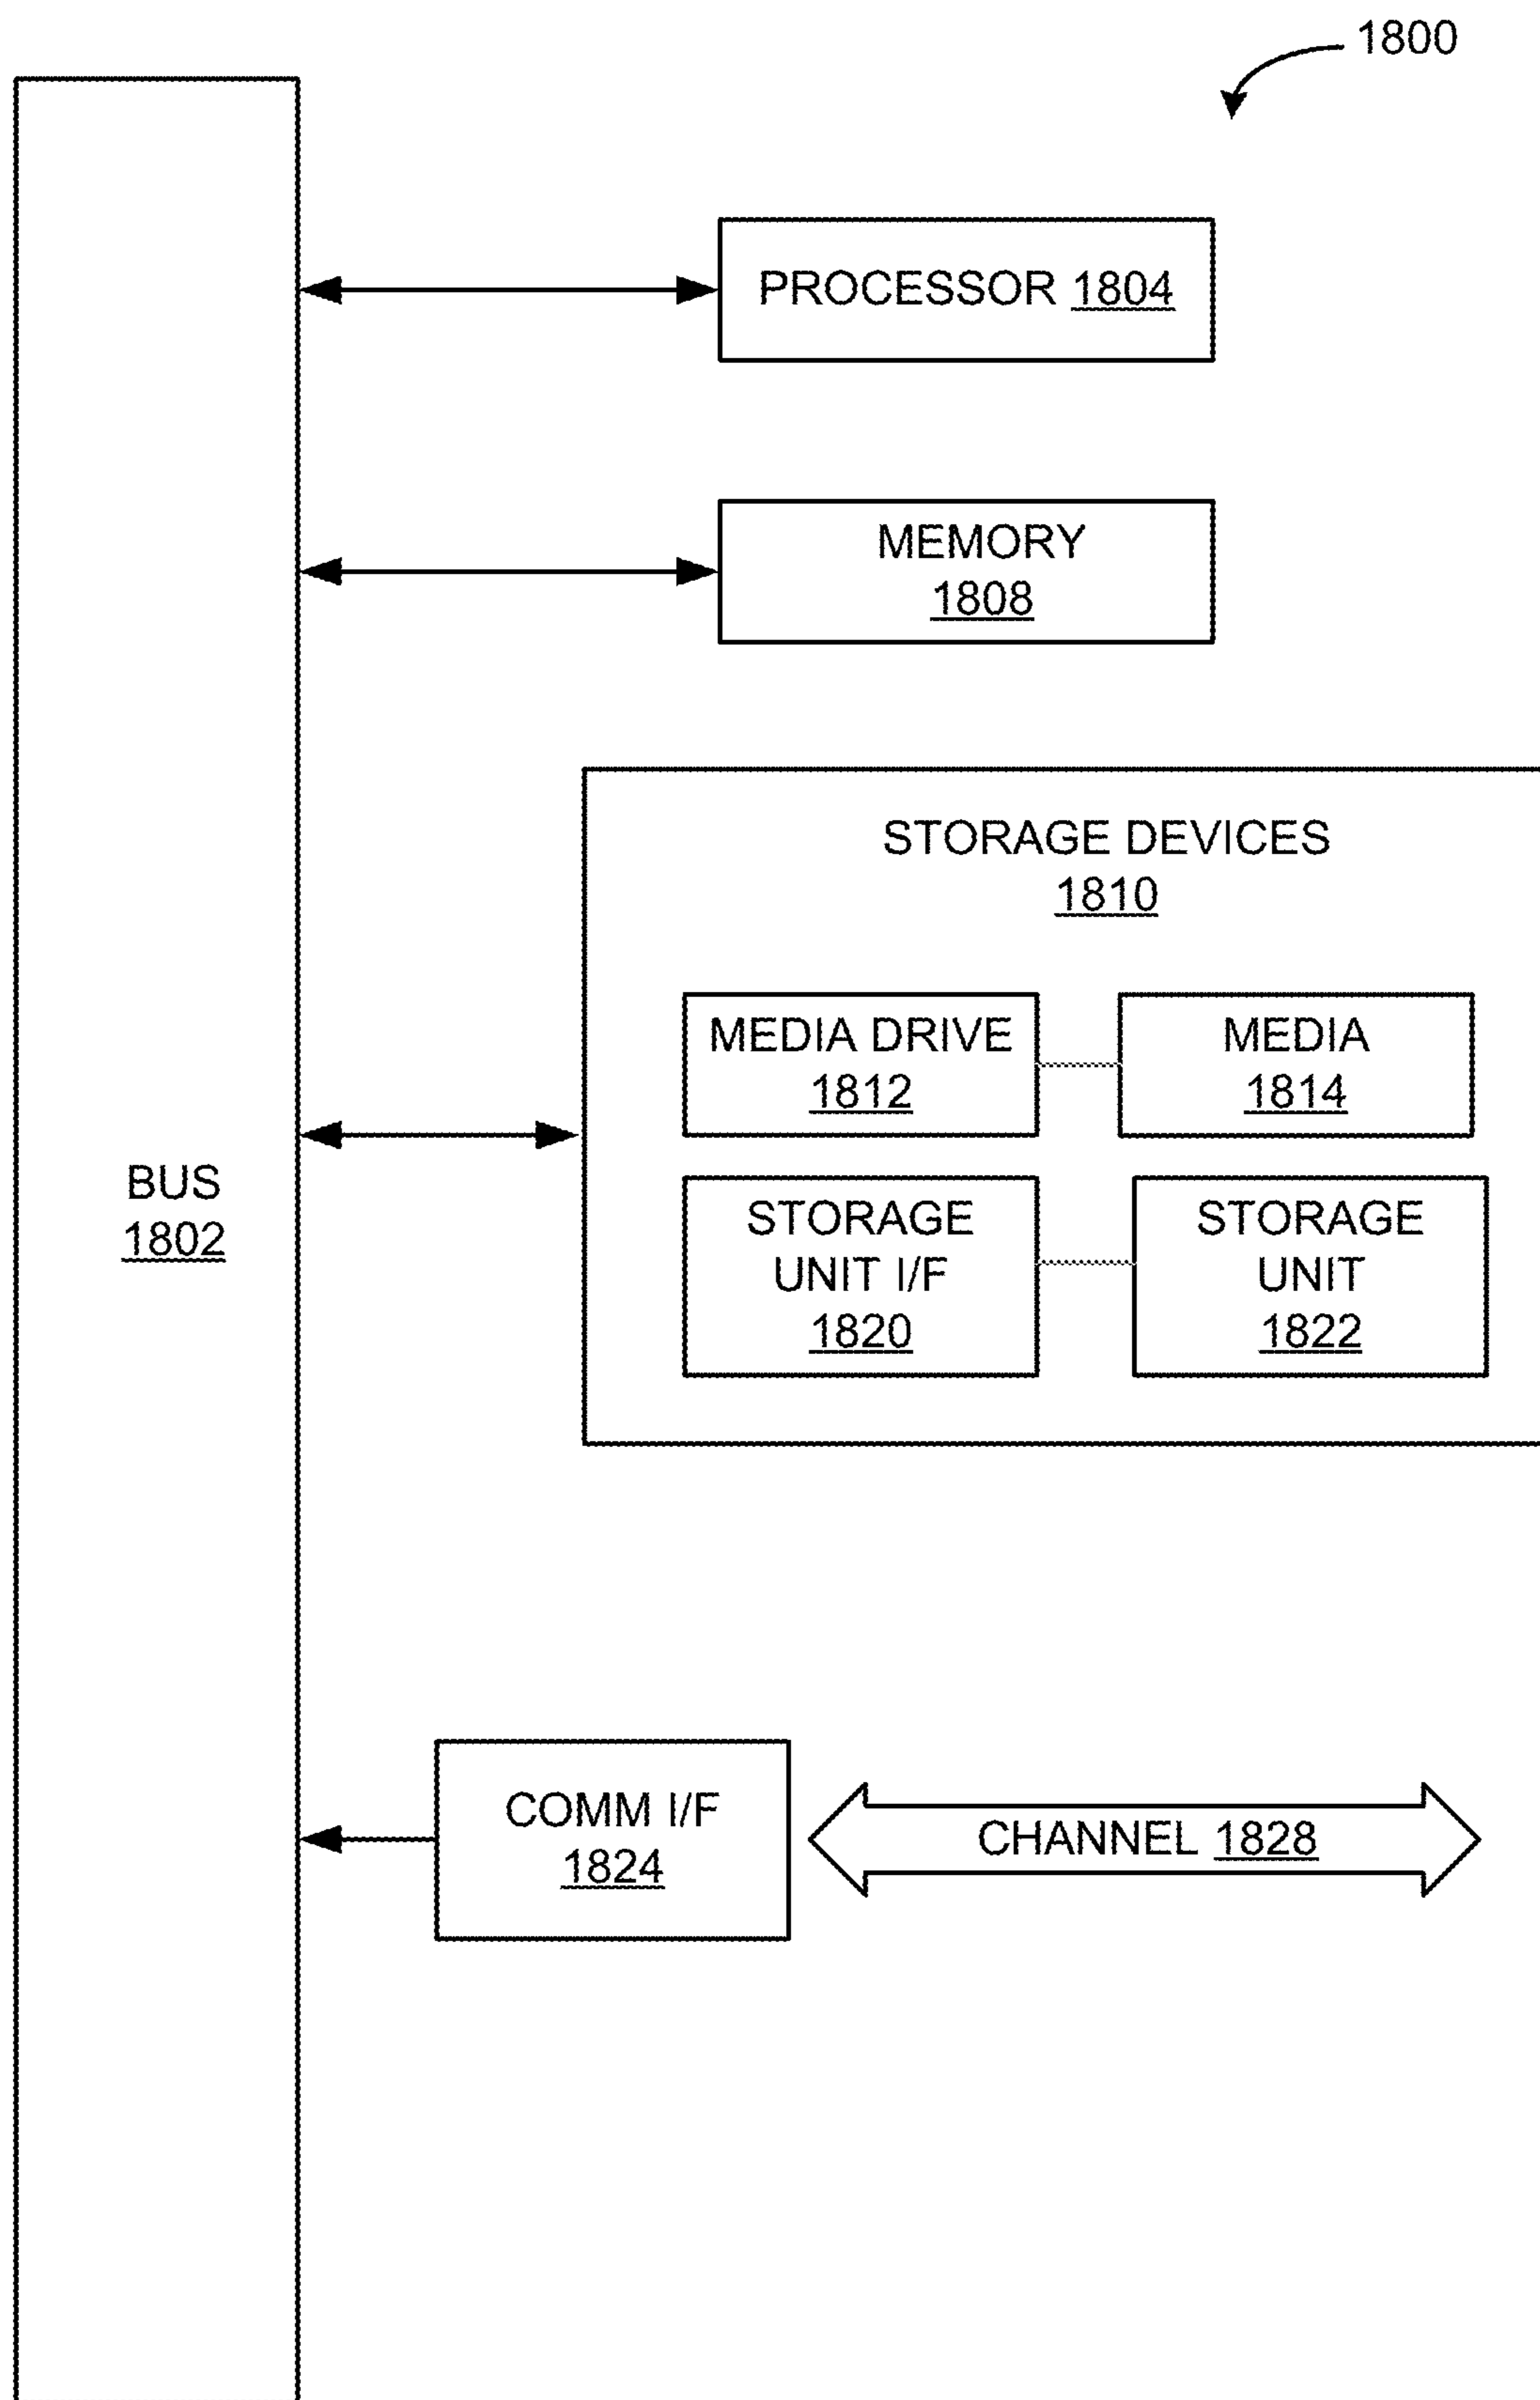 1800
PROCESSOR 1804
MEMORY
1808
STORAGE DEVICES
1810
MEDIA DRIVE
1812
MEDIA
1814
BUS
1802
STORAGE
UNIT I/F
1820
STORAGE
UNIT
1822
COMM I/F
1824
CHANNEL 1828